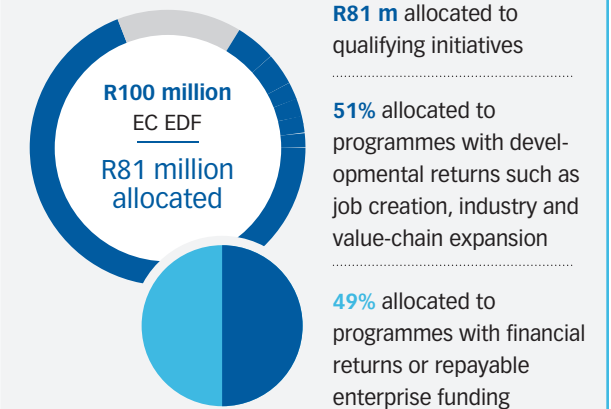 R100 million
EC EDF
R81 million
allocated
R81 m allocated to
qualifying initiatives
51% allocated to
programmes with devel-
opmental returns such as
job creation, industry and
value-chain expansion
49% allocated to
programmes with financial
returns or repayable
enterprise funding